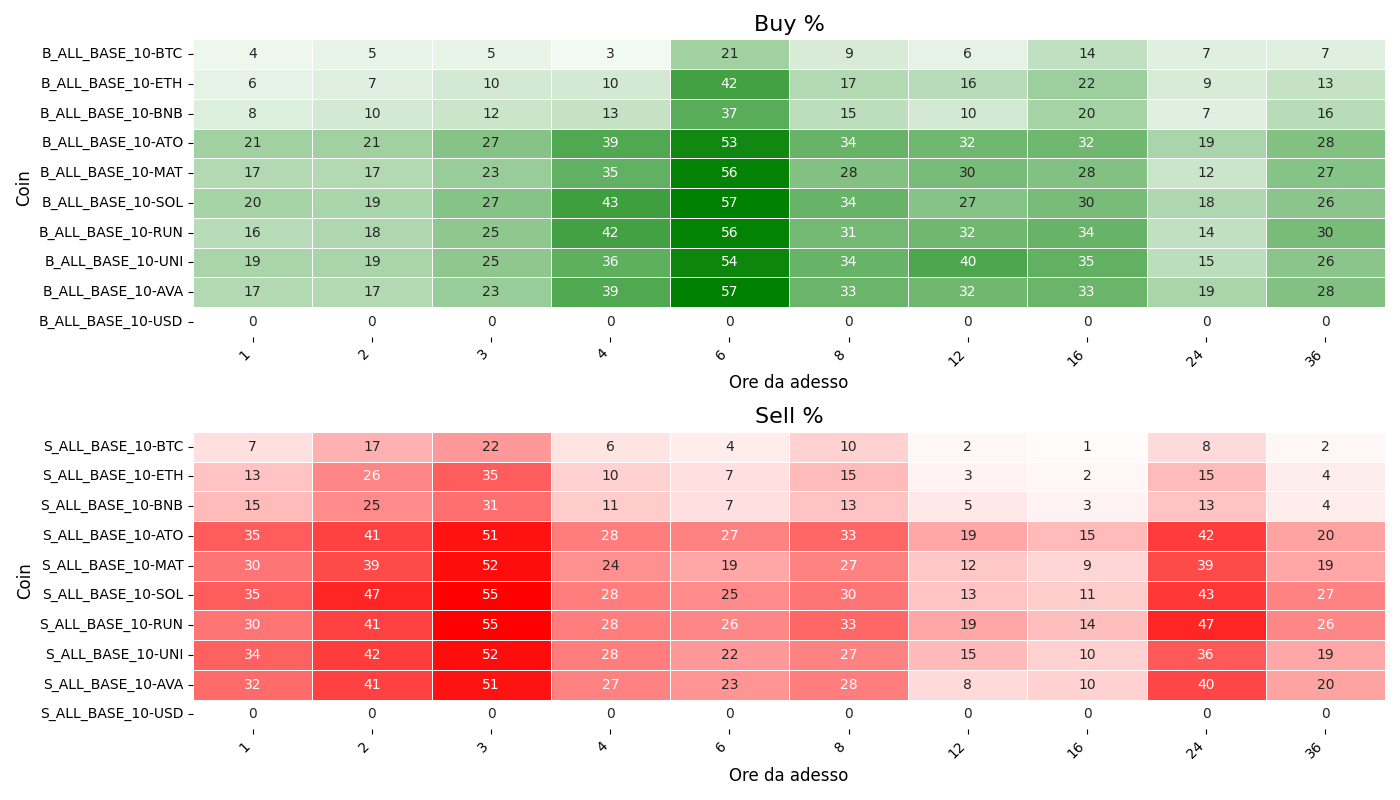 Buy %
Coin
B_ALL_BASE_10-BTC 4 5 5 3 21 9 6 14 7 7
B_ALL_BASE_10-ETH 6 7 10 10 42 17 16 22 9 13
B_ALL_BASE_10-BNB 8 10 12 13 37 15 10 20 7 16
B_ALL_BASE_10-ATO 21 21 27 39 53 34 32 32 19 28
B_ALL_BASE_10-MAT 17 17 23 35 56 28 30 28 12 27
B_ALL_BASE_10-SOL 20 19 27 43 57 34 27 30 18 26
B_ALL_BASE_10-RUN 16 18 25 42 56 31 32 34 14 30
B_ALL_BASE_10-UNI 19 19 25 36 54 34 40 35 15 26
B_ALL_BASE_10-AVA 17 17 23 39 57 33 32 33 19 28
B_ALL_BASE_10-USD 0 0 0 0 0 0 0 0 0 0
1 2 3 4 6 8 12 16 24 36
Ore da adesso
Sell %
Coin
S_ALL_BASE_10-BTC 7 17 22 6 4 10 2 1 8 2
S_ALL_BASE_10-ETH 13 26 35 10 7 15 3 2 15 4
S_ALL_BASE_10-BNB 15 25 31 11 7 13 5 3 13 4
S_ALL_BASE_10-ATO 35 41 51 28 27 33 19 15 42 20
S_ALL_BASE_10-MAT 30 39 52 24 19 27 12 9 39 19
S_ALL_BASE_10-SOL 35 47 55 28 25 30 13 11 43 27
S_ALL_BASE_10-RUN 30 41 55 28 26 33 19 14 47 26
S_ALL_BASE_10-UNI 34 42 52 28 22 27 15 10 36 19
S_ALL_BASE_10-AVA 32 41 51 27 23 28 8 10 40 20
S_ALL_BASE_10-USD 0 0 0 0 0 0 0 0 0 0
1 2 3 4 6 8 12 16 24 36
Ore da adesso